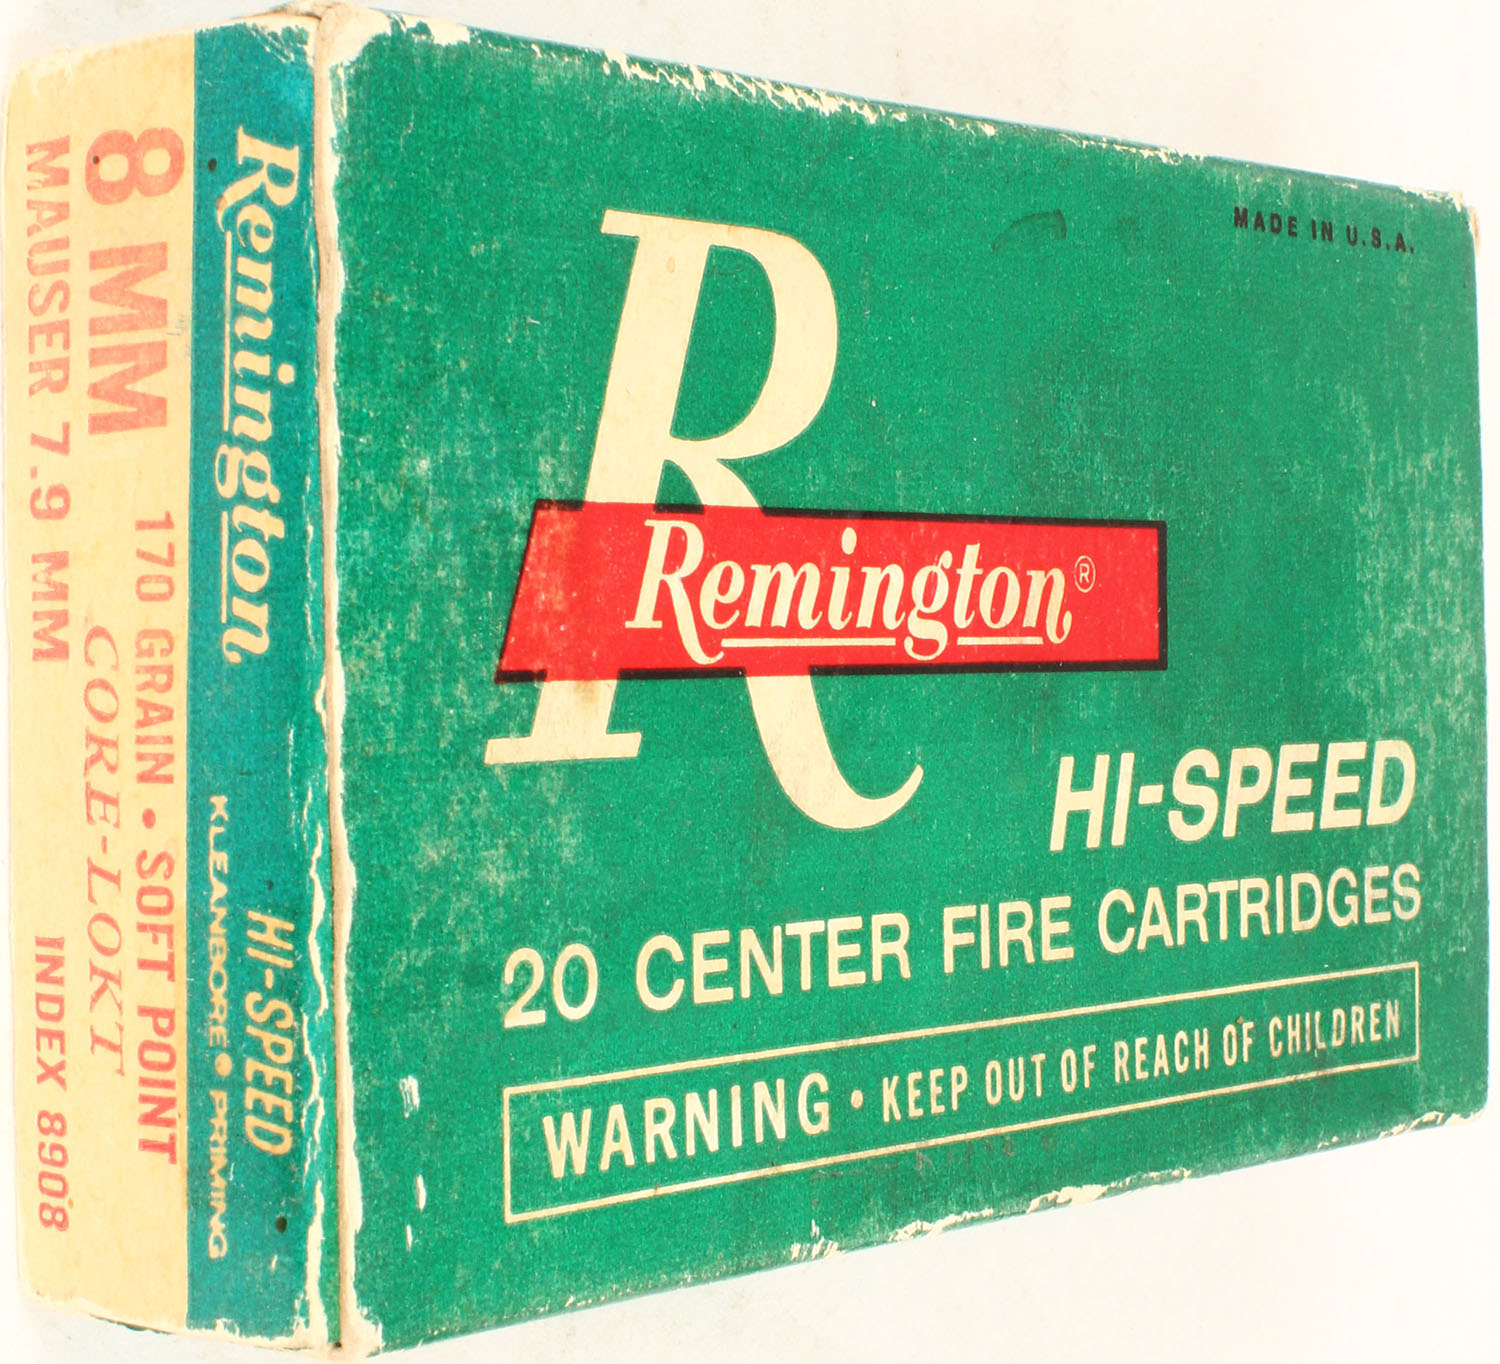 MADE IN U.S.A.
R
Remington®
HI-SPEED
20 CENTER FIRE CARTRIDGES
WARNING • KEEP OUT OF REACH OF CHILDREN
Remington
HI-SPEED
KLEANBORE • PRIMING
8 MM
170 GRAIN • SOFT POINT
CORE-LOKT
MAUSER 7.9 MM
INDEX 8908